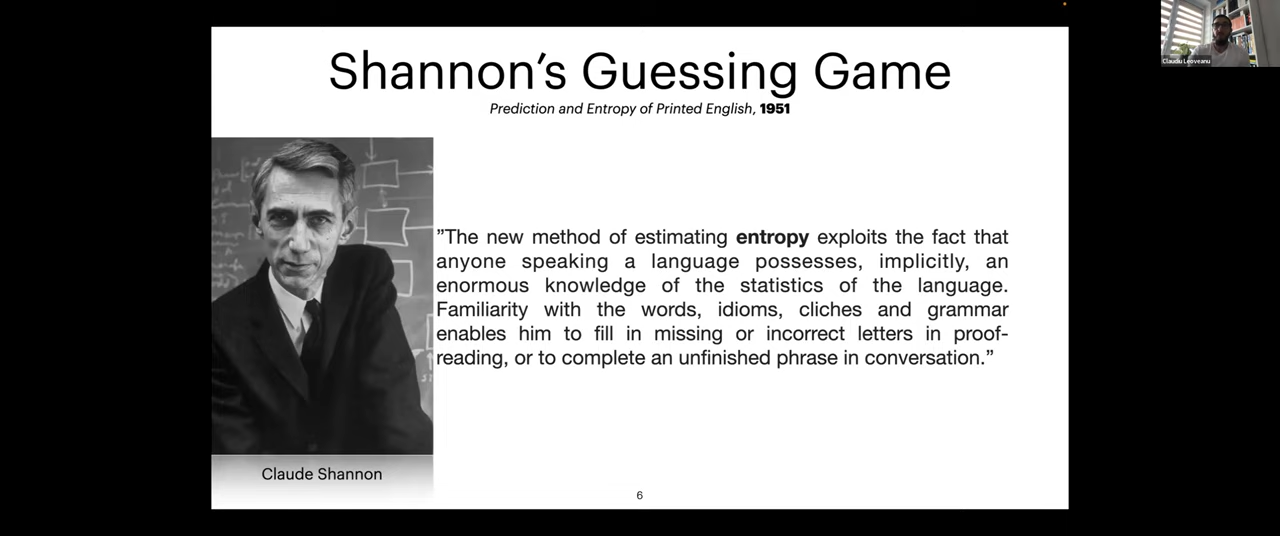 Claudiu Leoveanu
Shannon’s Guessing Game
Prediction and Entropy of Printed English, 1951
”The new method of estimating entropy exploits the fact that
anyone speaking a language possesses, implicitly, an
enormous knowledge of the statistics of the language.
Familiarity with the words, idioms, cliches and grammar
enables him to fill in missing or incorrect letters in proof-
reading, or to complete an unfinished phrase in conversation.”
Claude Shannon
6